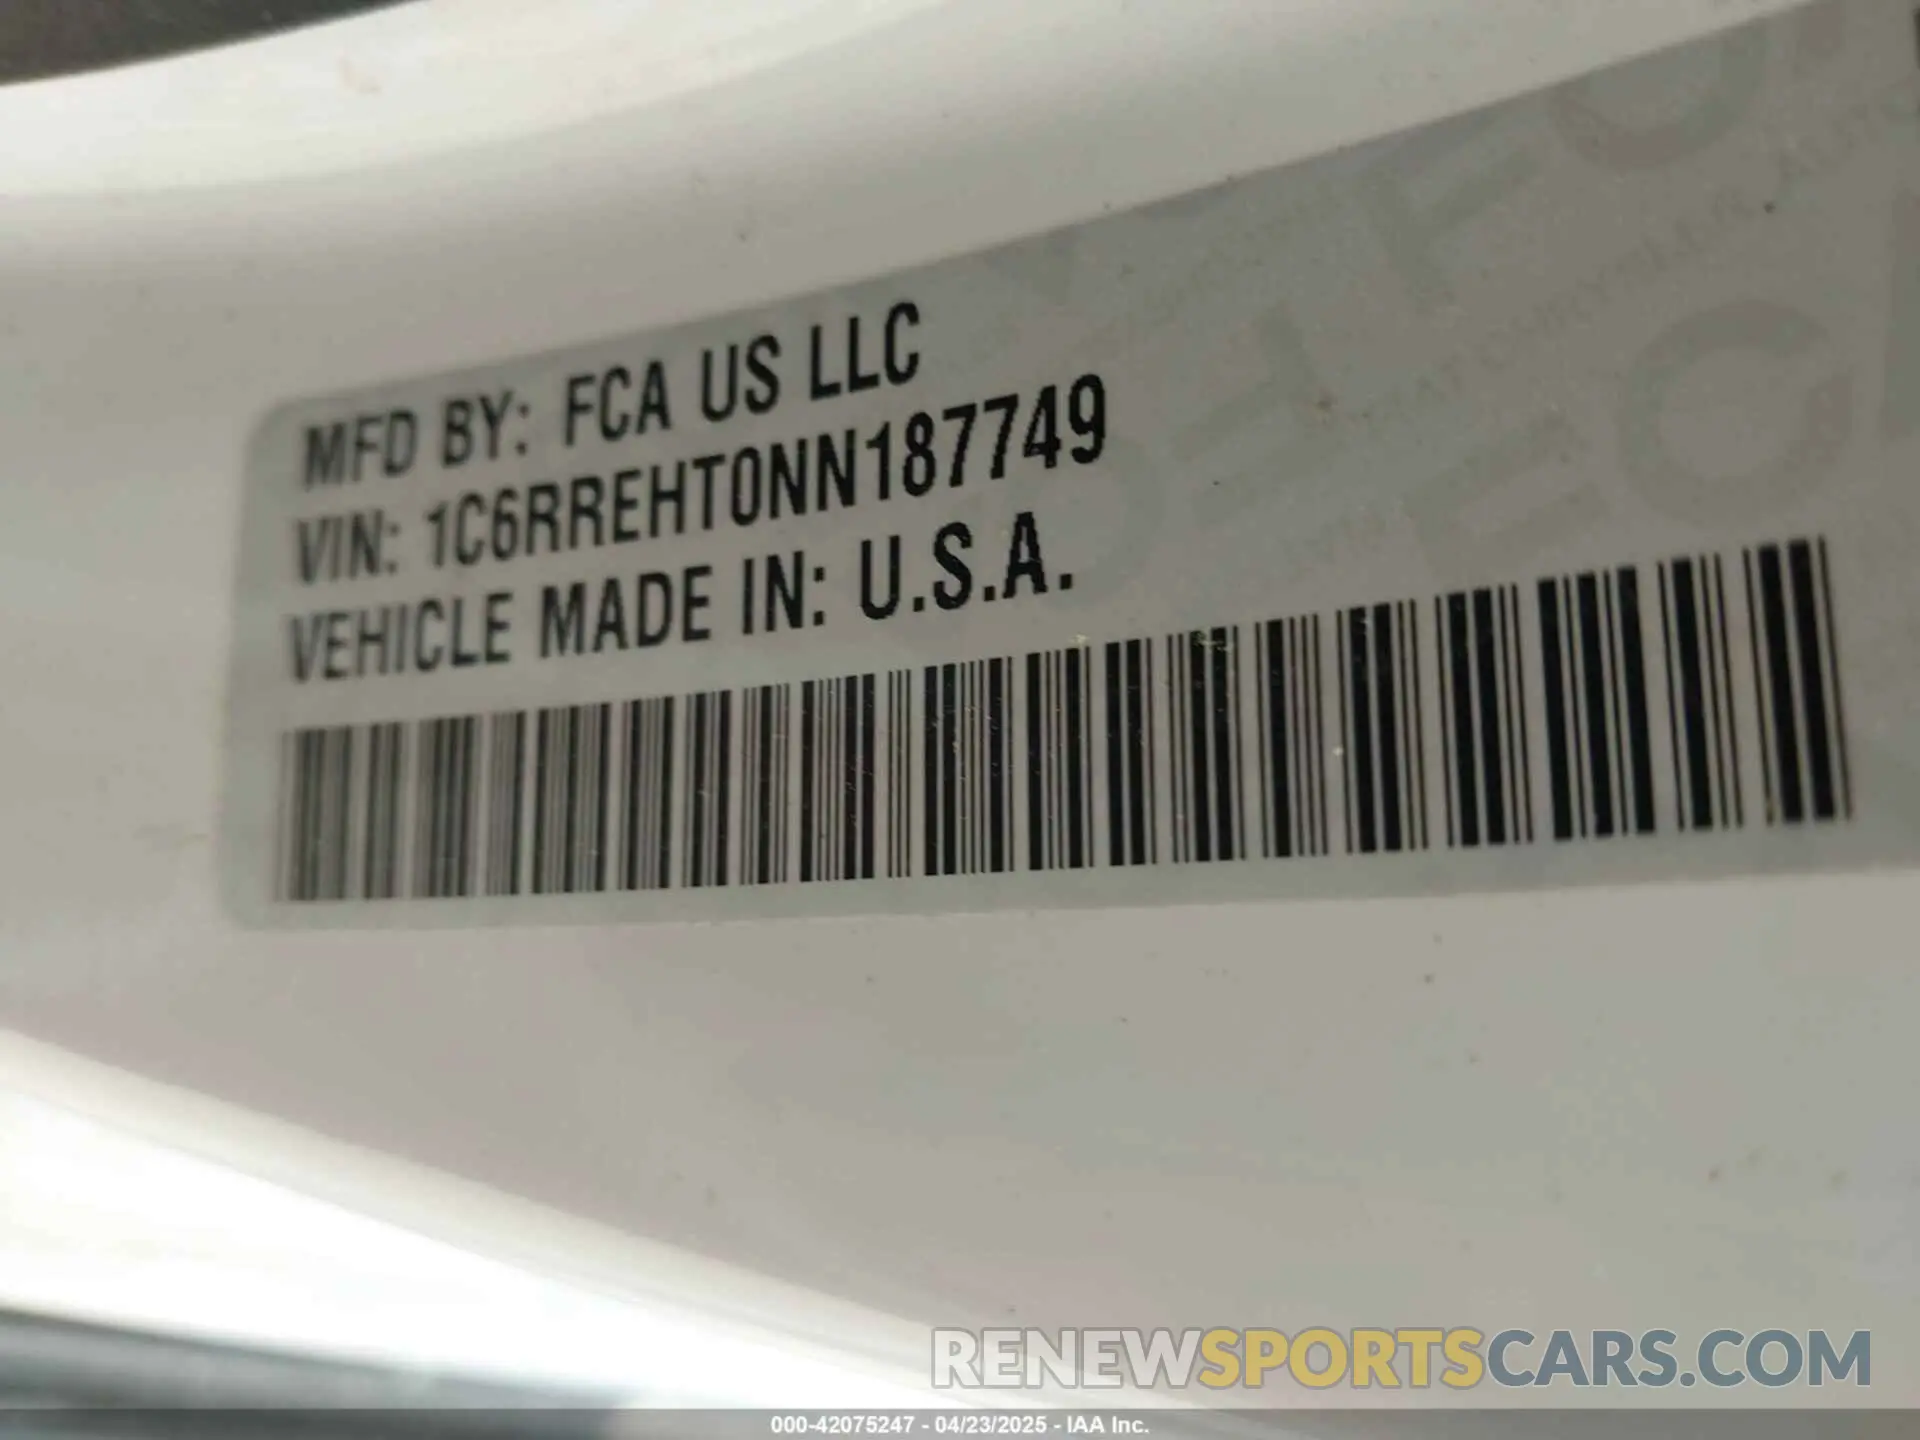 MFD BY: FCA US LLC
VIN: 1C6RREHT0NN187749
VEHICLE MADE IN: U.S.A.
RENEWSPORTSCARS.COM
000-42075247 - 04/23/2025 - IAA Inc.